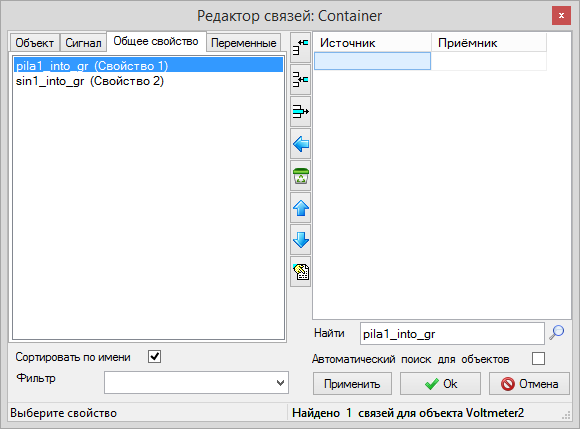 Редактор связей: Container
x
Объект Сигнал Общее свойство Переменные
pila1_into_gr (Свойство 1)
sin1_into_gr (Свойство 2)
Источник Приёмник
Найти pila1_into_gr
Сортировать по имени
Автоматический поиск для объектов
Фильтр
Применить Ok Отмена
Выберите свойство
Найдено 1 связей для объекта Voltmeter2